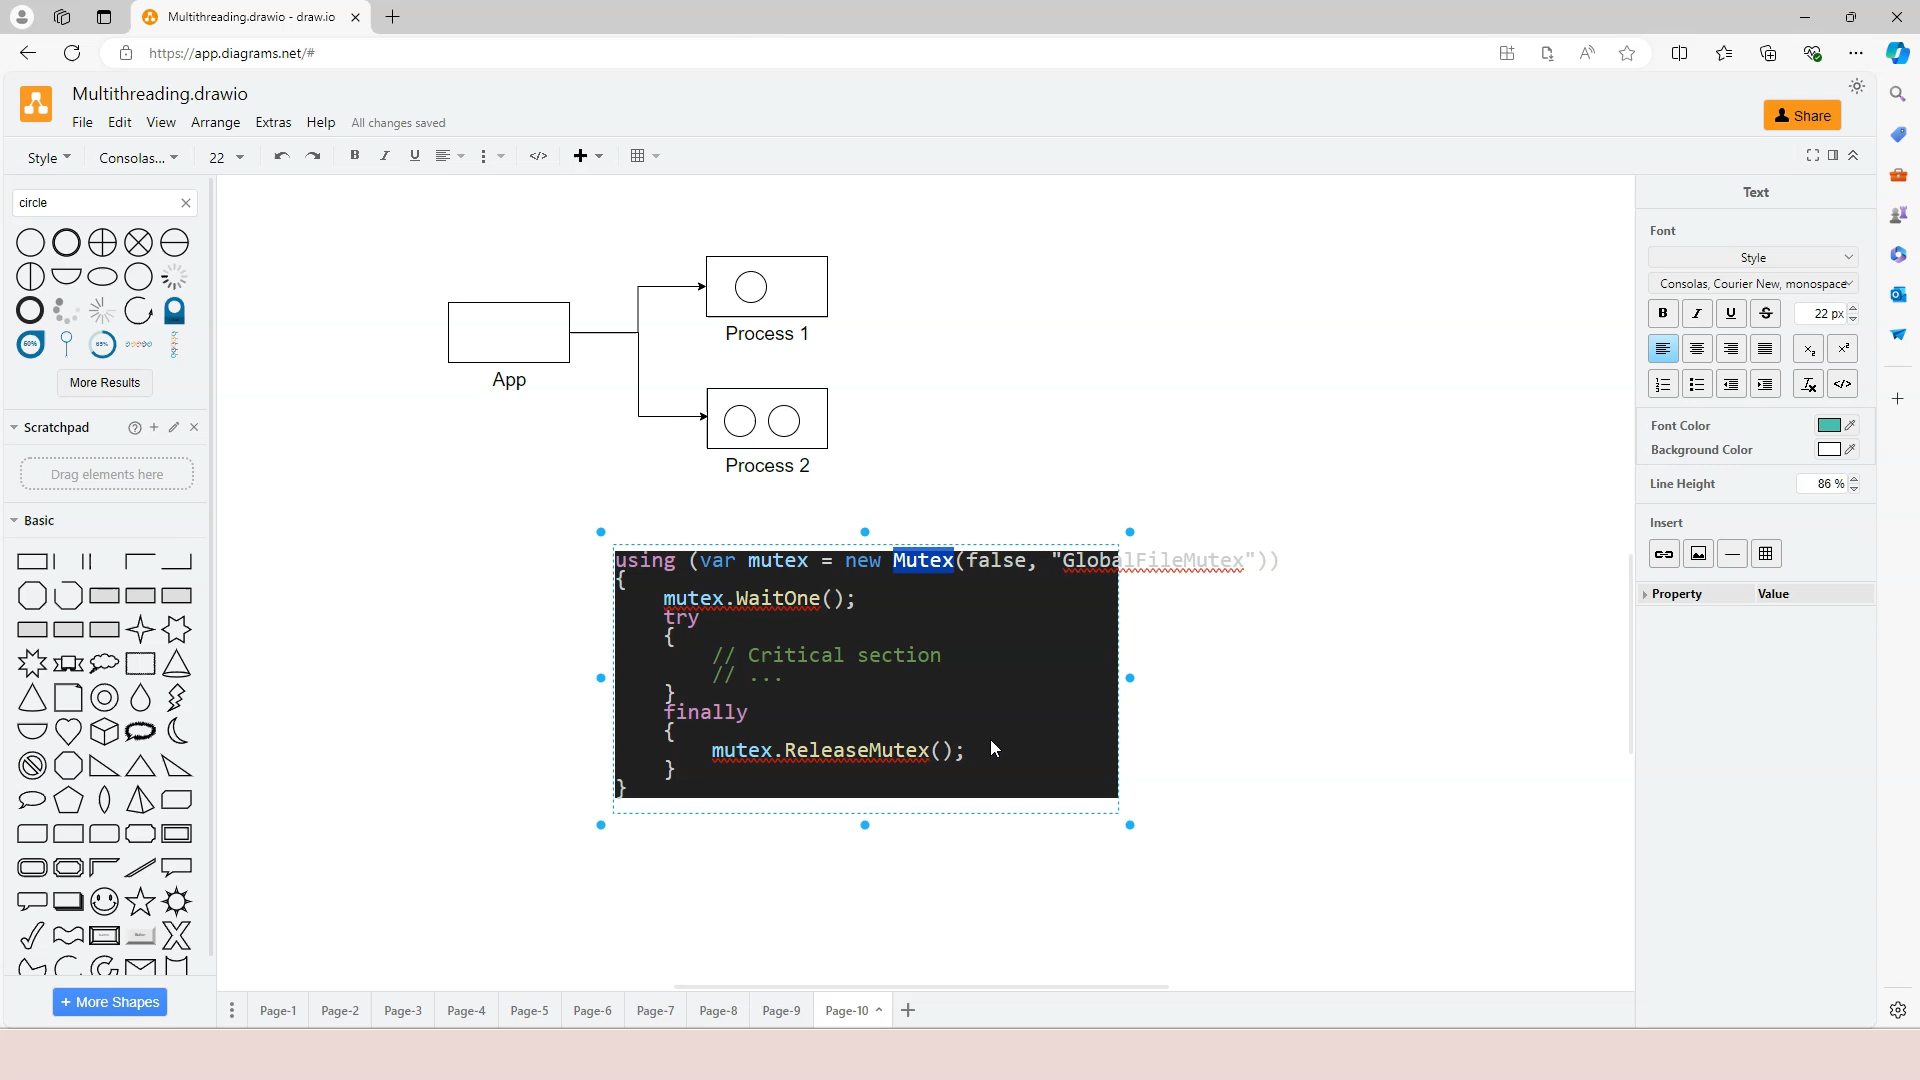 Multithreading.drawio - draw.io
https://app.diagrams.net/#
Multithreading.drawio
File Edit View Arrange Extras Help All changes saved
Share
Style Consolas... 22 B I U </>
circle
60% 85%
More Results
Scratchpad
Drag elements here
Basic
+ More Shapes
App
Process 1
Process 2
using (var mutex = new Mutex(false, "GlobalFileMutex"))
{
mutex.WaitOne();
try
{
// Critical section
// ...
}
finally
{
mutex.ReleaseMutex();
}
}
Text
Font
Style
Consolas, Courier New, monospace
B I U S 22 px
Font Color
Background Color
Line Height 86 %
Insert
Property Value
Page-1 Page-2 Page-3 Page-4 Page-5 Page-6 Page-7 Page-8 Page-9 Page-10